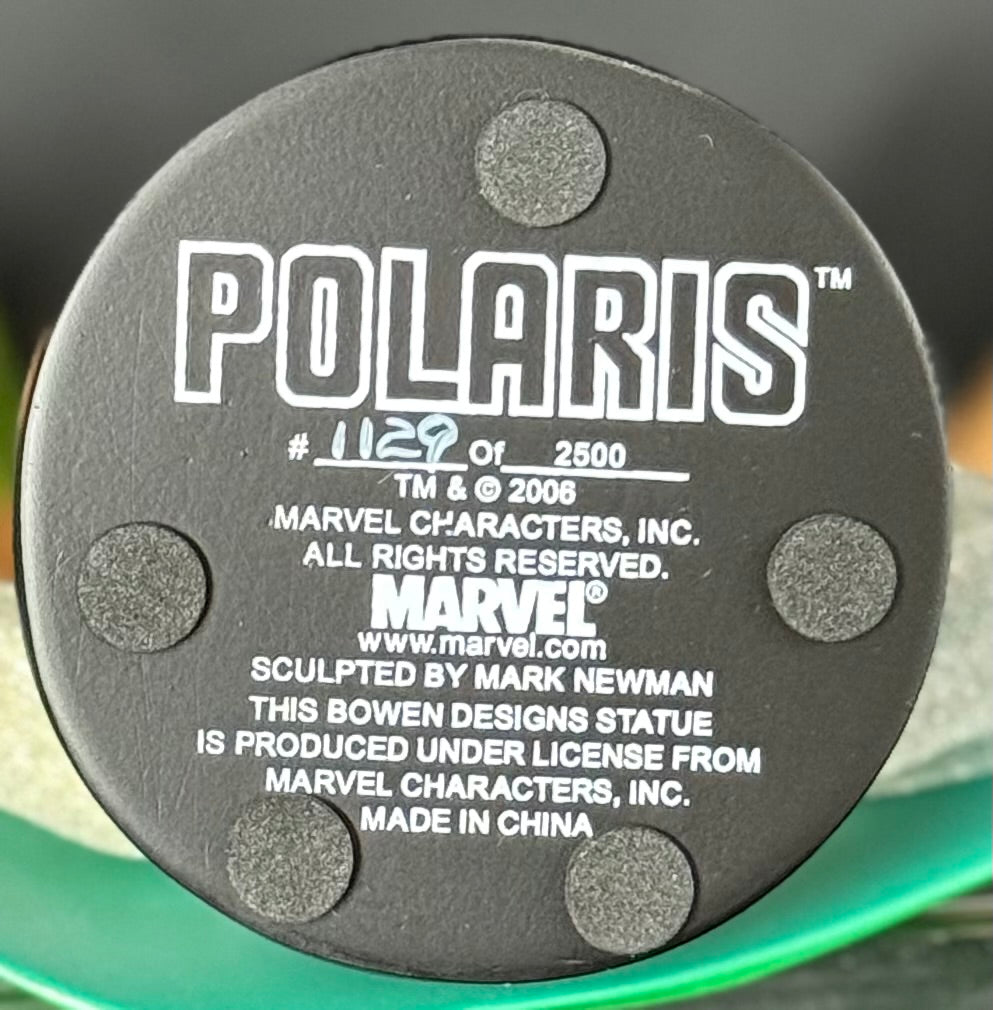 POLARIS™
# 1129 Of 2500
TM & © 2006
MARVEL CHARACTERS, INC.
ALL RIGHTS RESERVED.
MARVEL®
www.marvel.com
SCULPTED BY MARK NEWMAN
THIS BOWEN DESIGNS STATUE
IS PRODUCED UNDER LICENSE FROM
MARVEL CHARACTERS, INC.
MADE IN CHINA